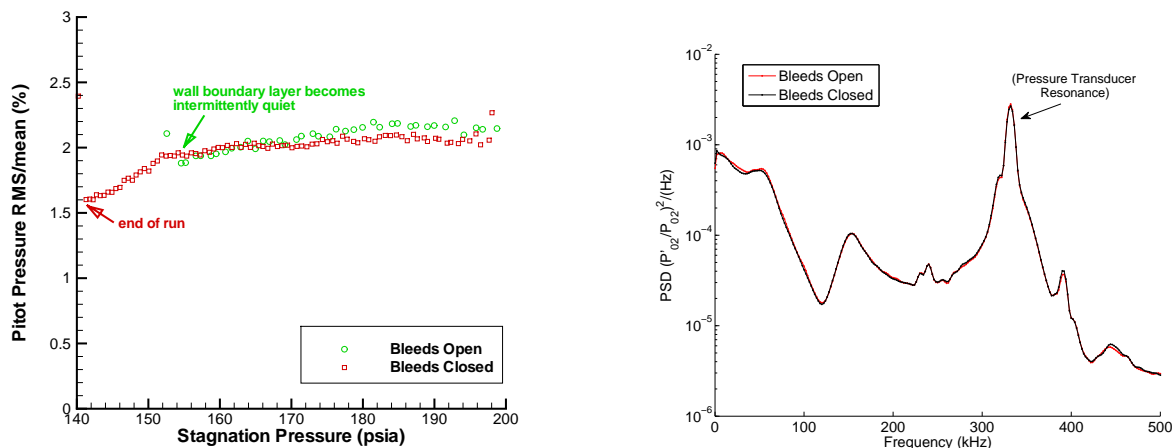 3
2.5
2
1.5
1
0.5
0
140
150
160
170
180
190
200
Pitot Pressure RMS/mean (%)
Stagnation Pressure (psia)
wall boundary layer becomes
intermittently quiet
end of run
Bleeds Open
Bleeds Closed
10⁻²
10⁻³
10⁻⁴
10⁻⁵
10⁻⁶
0
100
200
300
400
500
PSD (P'₀₂/P₀₂)²/(Hz)
Frequency (kHz)
Bleeds Open
Bleeds Closed
(Pressure Transducer
Resonance)